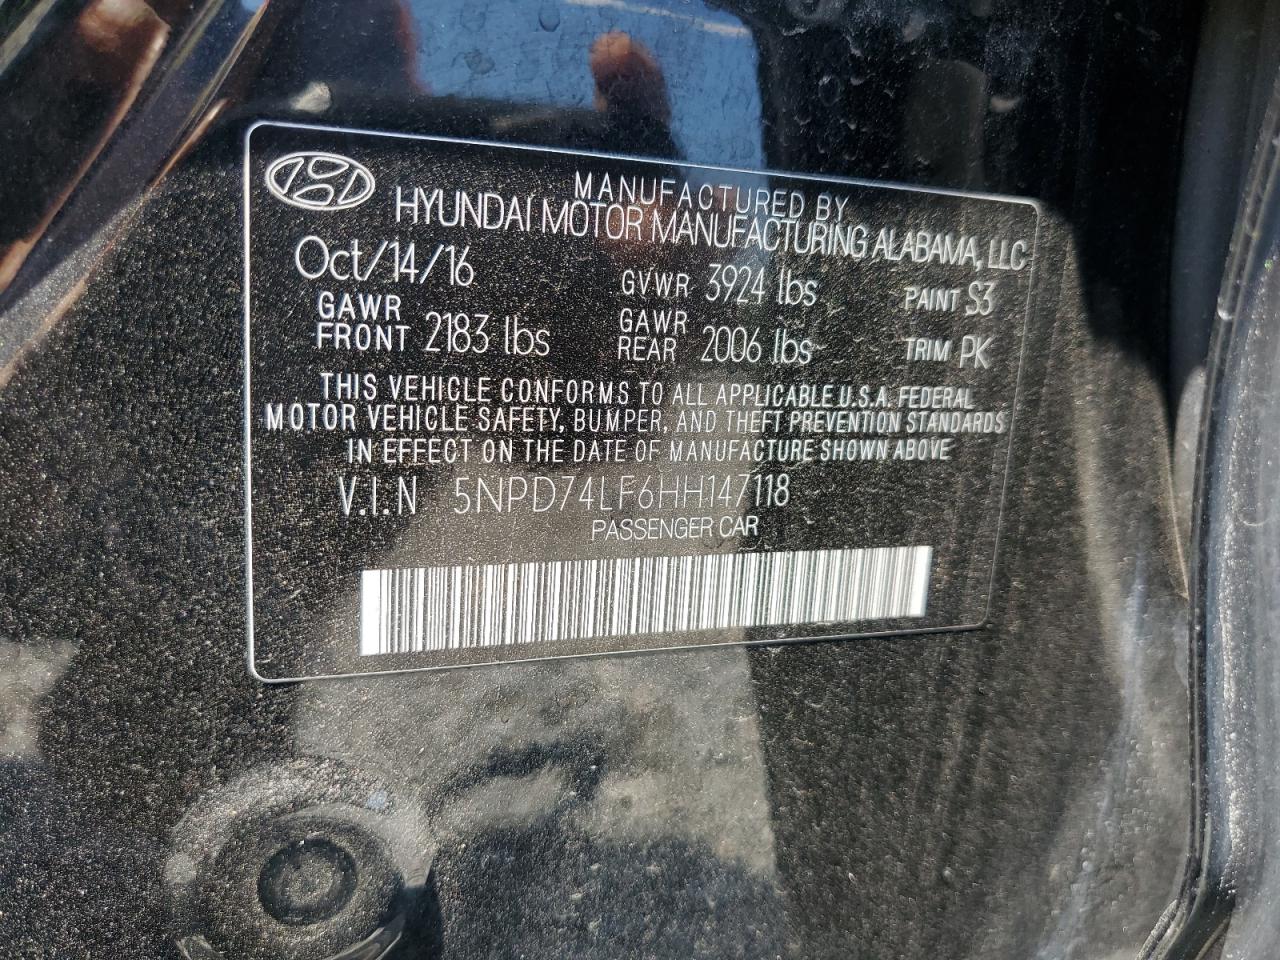 MANUFACTURED BY
HYUNDAI MOTOR MANUFACTURING ALABAMA, LLC
Oct/14/16 GVWR 3924 lbs PAINT S3
GAWR FRONT 2183 lbs GAWR REAR 2006 lbs TRIM PK
THIS VEHICLE CONFORMS TO ALL APPLICABLE U.S.A. FEDERAL
MOTOR VEHICLE SAFETY, BUMPER, AND THEFT PREVENTION STANDARDS
IN EFFECT ON THE DATE OF MANUFACTURE SHOWN ABOVE
V.I.N 5NPD74LF6HH147118
PASSENGER CAR